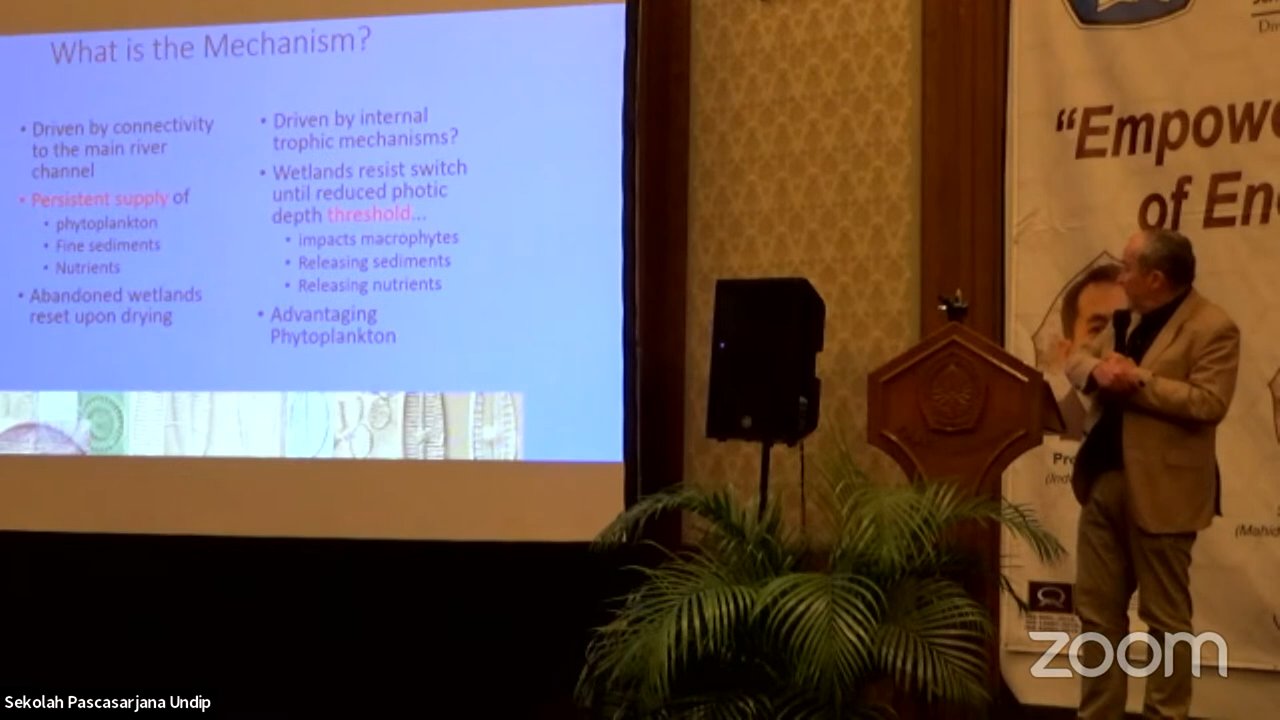 What is the Mechanism?
• Driven by connectivity
to the main river
channel
• Persistent supply of
• phytoplankton
• Fine sediments
• Nutrients
• Abandoned wetlands
reset upon drying
• Driven by internal
trophic mechanisms?
• Wetlands resist switch
until reduced photic
depth threshold...
• impacts macrophytes
• Releasing sediments
• Releasing nutrients
• Advantaging
Phytoplankton
“Empowe
of En
zoom
Sekolah Pascasarjana Undip